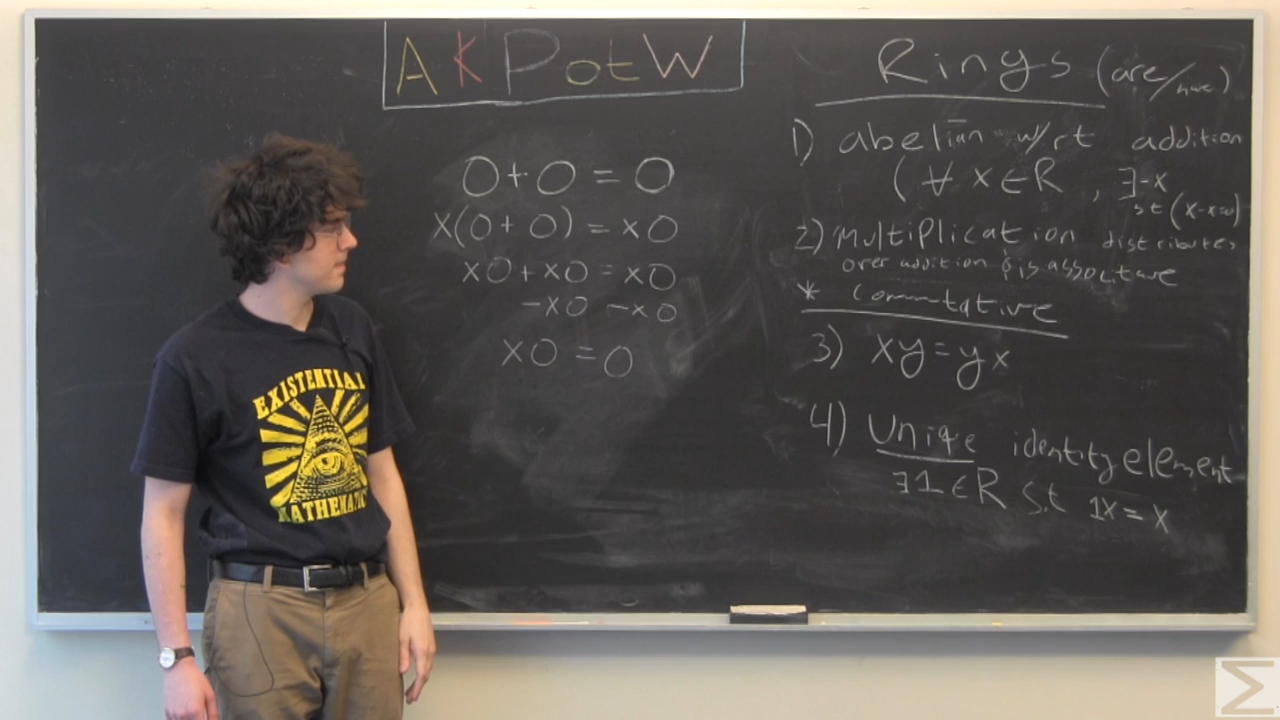 AKPotW
0+0=0
x(0+0)=x0
x0+x0=x0
-x0 -x0
x0=0
Rings (are/have)
1) abelian w/rt addition
(∀ x∈R, ∃-x
st (x-x=0)
2) Multiplication distributes
over addition & is associative
* Commutative
3) xy=yx
4) Unique identity element
∃1∈R s.t 1x=x
EXISTENTIAL
MATHEMATIC
Σ